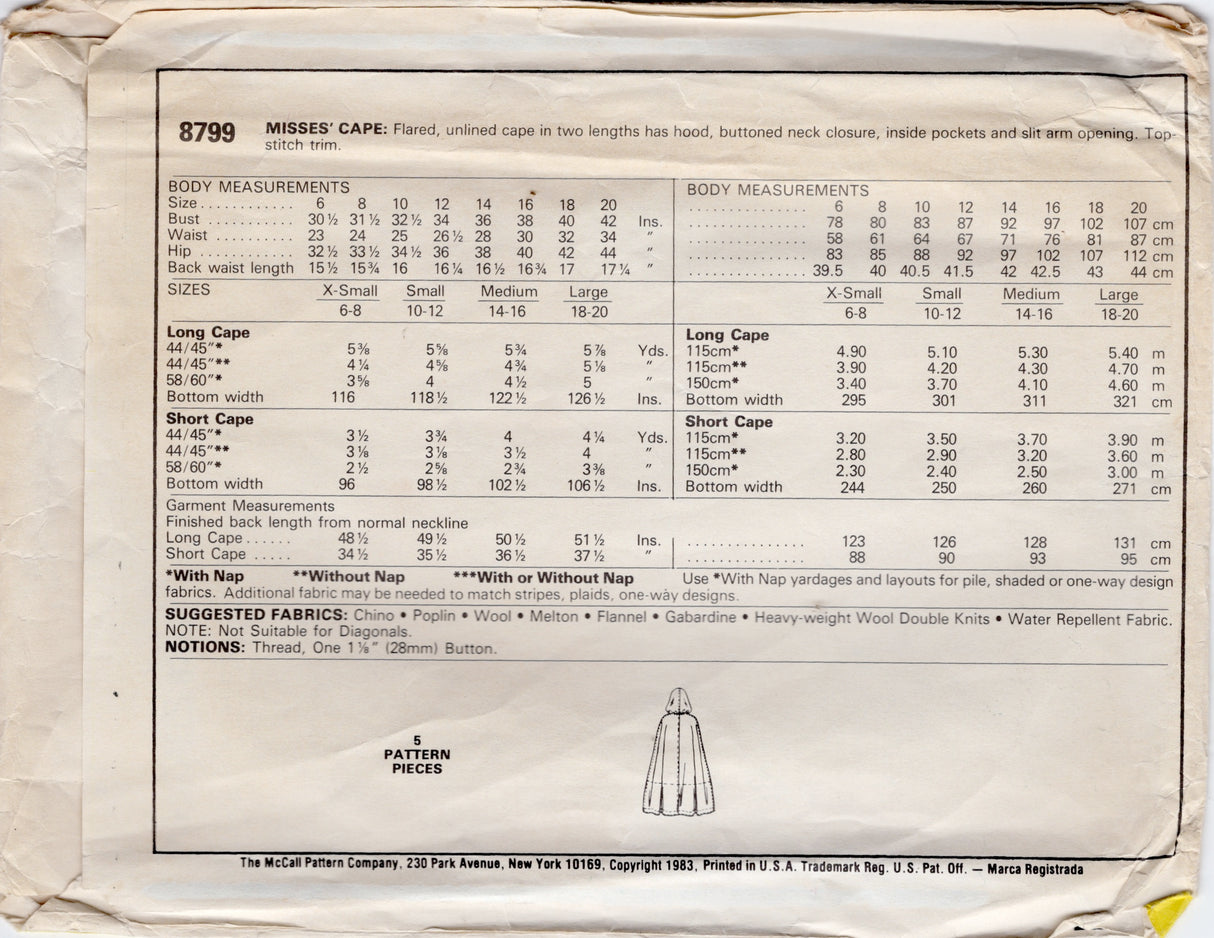 8799 MISSES' CAPE: Flared, unlined cape in two lengths has hood, buttoned neck closure, inside pockets and slit arm opening. Top-
stitch trim.
BODY MEASUREMENTS
Size............ 6 8 10 12 14 16 18 20
Bust ........... 30½ 31½ 32½ 34 36 38 40 42 Ins.
Waist .......... 23 24 25 26½ 28 30 32 34 "
Hip ............ 32½ 33½ 34½ 36 38 40 42 44 "
Back waist length 15½ 15¾ 16 16¼ 16½ 16¾ 17 17¼ "
SIZES X-Small Small Medium Large
6-8 10-12 14-16 18-20
Long Cape
44/45"* 5⅜ 5⅝ 5¾ 5⅞ Yds.
44/45"** 4¼ 4⅝ 4¾ 5⅛ "
58/60"* 3⅝ 4 4½ 5 "
Bottom width 116 118½ 122½ 126½ Ins.
Short Cape
44/45"* 3½ 3¾ 4 4¼ Yds.
44/45"** 3⅛ 3⅛ 3½ 4 "
58/60"* 2½ 2⅝ 2¾ 3⅜ "
Bottom width 96 98½ 102½ 106½ Ins.
BODY MEASUREMENTS
............... 6 8 10 12 14 16 18 20
............... 78 80 83 87 92 97 102 107 cm
............... 58 61 64 67 71 76 81 87 cm
............... 83 85 88 92 97 102 107 112 cm
............... 39.5 40 40.5 41.5 42 42.5 43 44 cm
X-Small Small Medium Large
6-8 10-12 14-16 18-20
Long Cape
115cm* 4.90 5.10 5.30 5.40 m
115cm** 3.90 4.20 4.30 4.70 m
150cm* 3.40 3.70 4.10 4.60 m
Bottom width 295 301 311 321 cm
Short Cape
115cm* 3.20 3.50 3.70 3.90 m
115cm** 2.80 2.90 3.20 3.60 m
150cm* 2.30 2.40 2.50 3.00 m
Bottom width 244 250 260 271 cm
Garment Measurements
Finished back length from normal neckline
Long Cape...... 48½ 49½ 50½ 51½ Ins. ............... 123 126 128 131 cm
Short Cape ..... 34½ 35½ 36½ 37½ " ............... 88 90 93 95 cm
*With Nap **Without Nap ***With or Without Nap Use *With Nap yardages and layouts for pile, shaded or one-way design
fabrics. Additional fabric may be needed to match stripes, plaids, one-way designs.
SUGGESTED FABRICS: Chino • Poplin • Wool • Melton • Flannel • Gabardine • Heavy-weight Wool Double Knits • Water Repellent Fabric.
NOTE: Not Suitable for Diagonals.
NOTIONS: Thread, One 1⅛" (28mm) Button.
5
PATTERN
PIECES
The McCall Pattern Company, 230 Park Avenue, New York 10169, Copyright 1983, Printed in U.S.A. Trademark Reg. U.S. Pat. Off. — Marca Registrada